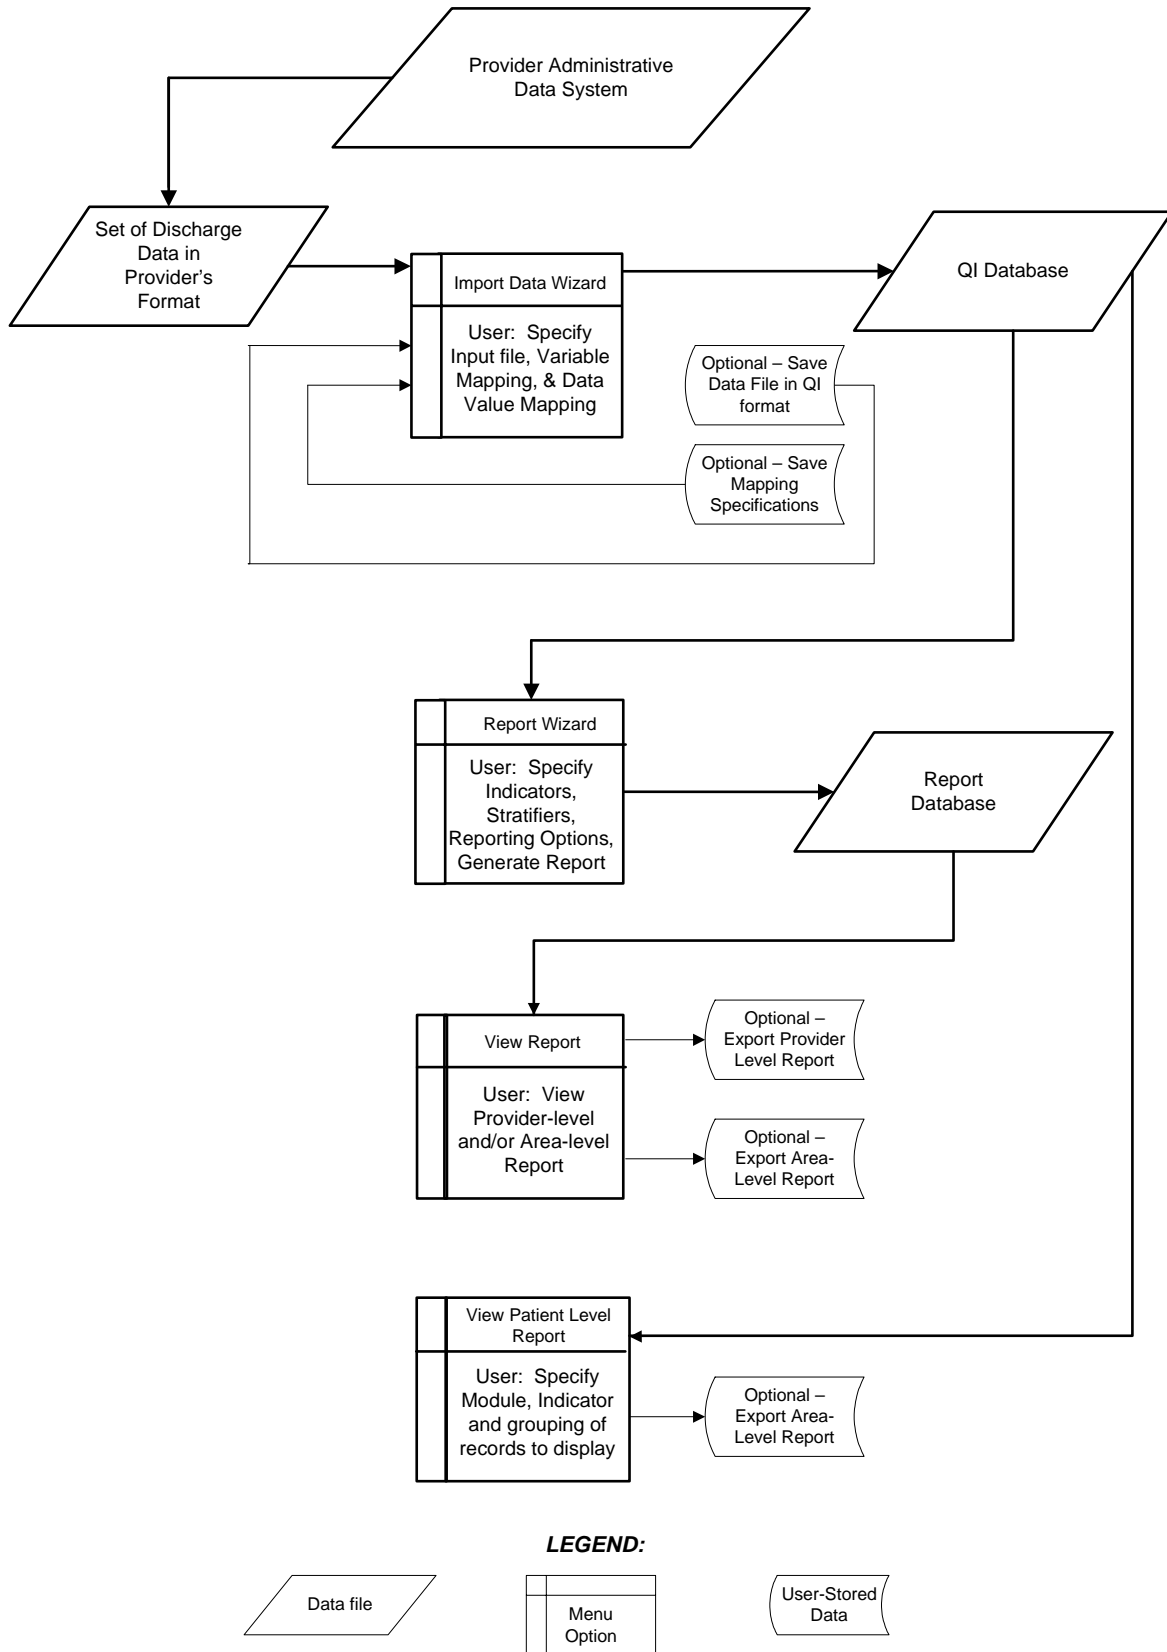 Provider Administrative
Data System
Set of Discharge
Data in
Provider's
Format
Import Data Wizard
User: Specify
Input file, Variable
Mapping, & Data
Value Mapping
QI Database
Optional – Save
Data File in QI
format
Optional – Save
Mapping
Specifications
Report Wizard
User: Specify
Indicators,
Stratifiers,
Reporting Options,
Generate Report
Report
Database
View Report
User: View
Provider-level
and/or Area-level
Report
Optional –
Export Provider
Level Report
Optional –
Export Area-
Level Report
View Patient Level
Report
User: Specify
Module, Indicator
and grouping of
records to display
Optional –
Export Area-
Level Report
LEGEND:
Data file
Menu
Option
User-Stored
Data